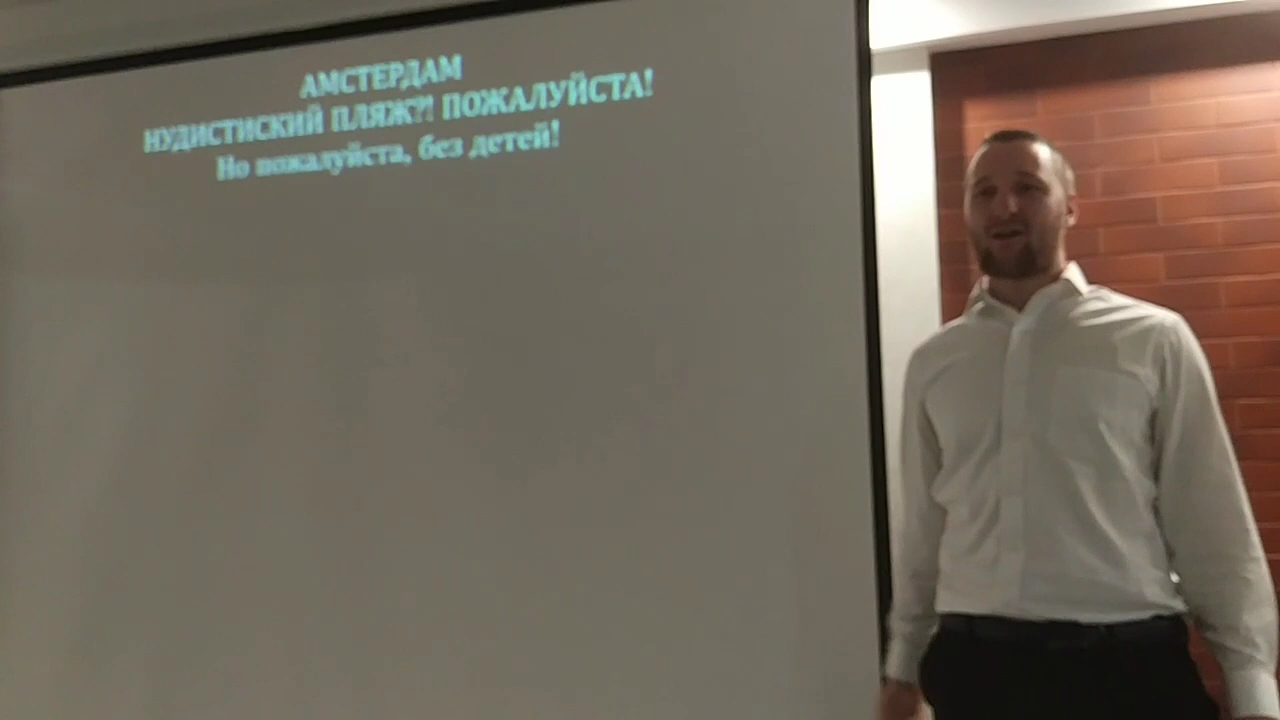 АМСТЕРДАМ
НУДИСТИСКИЙ ПЛЯЖ?! ПОЖАЛУЙСТА!
Но пожалуйста, без детей!